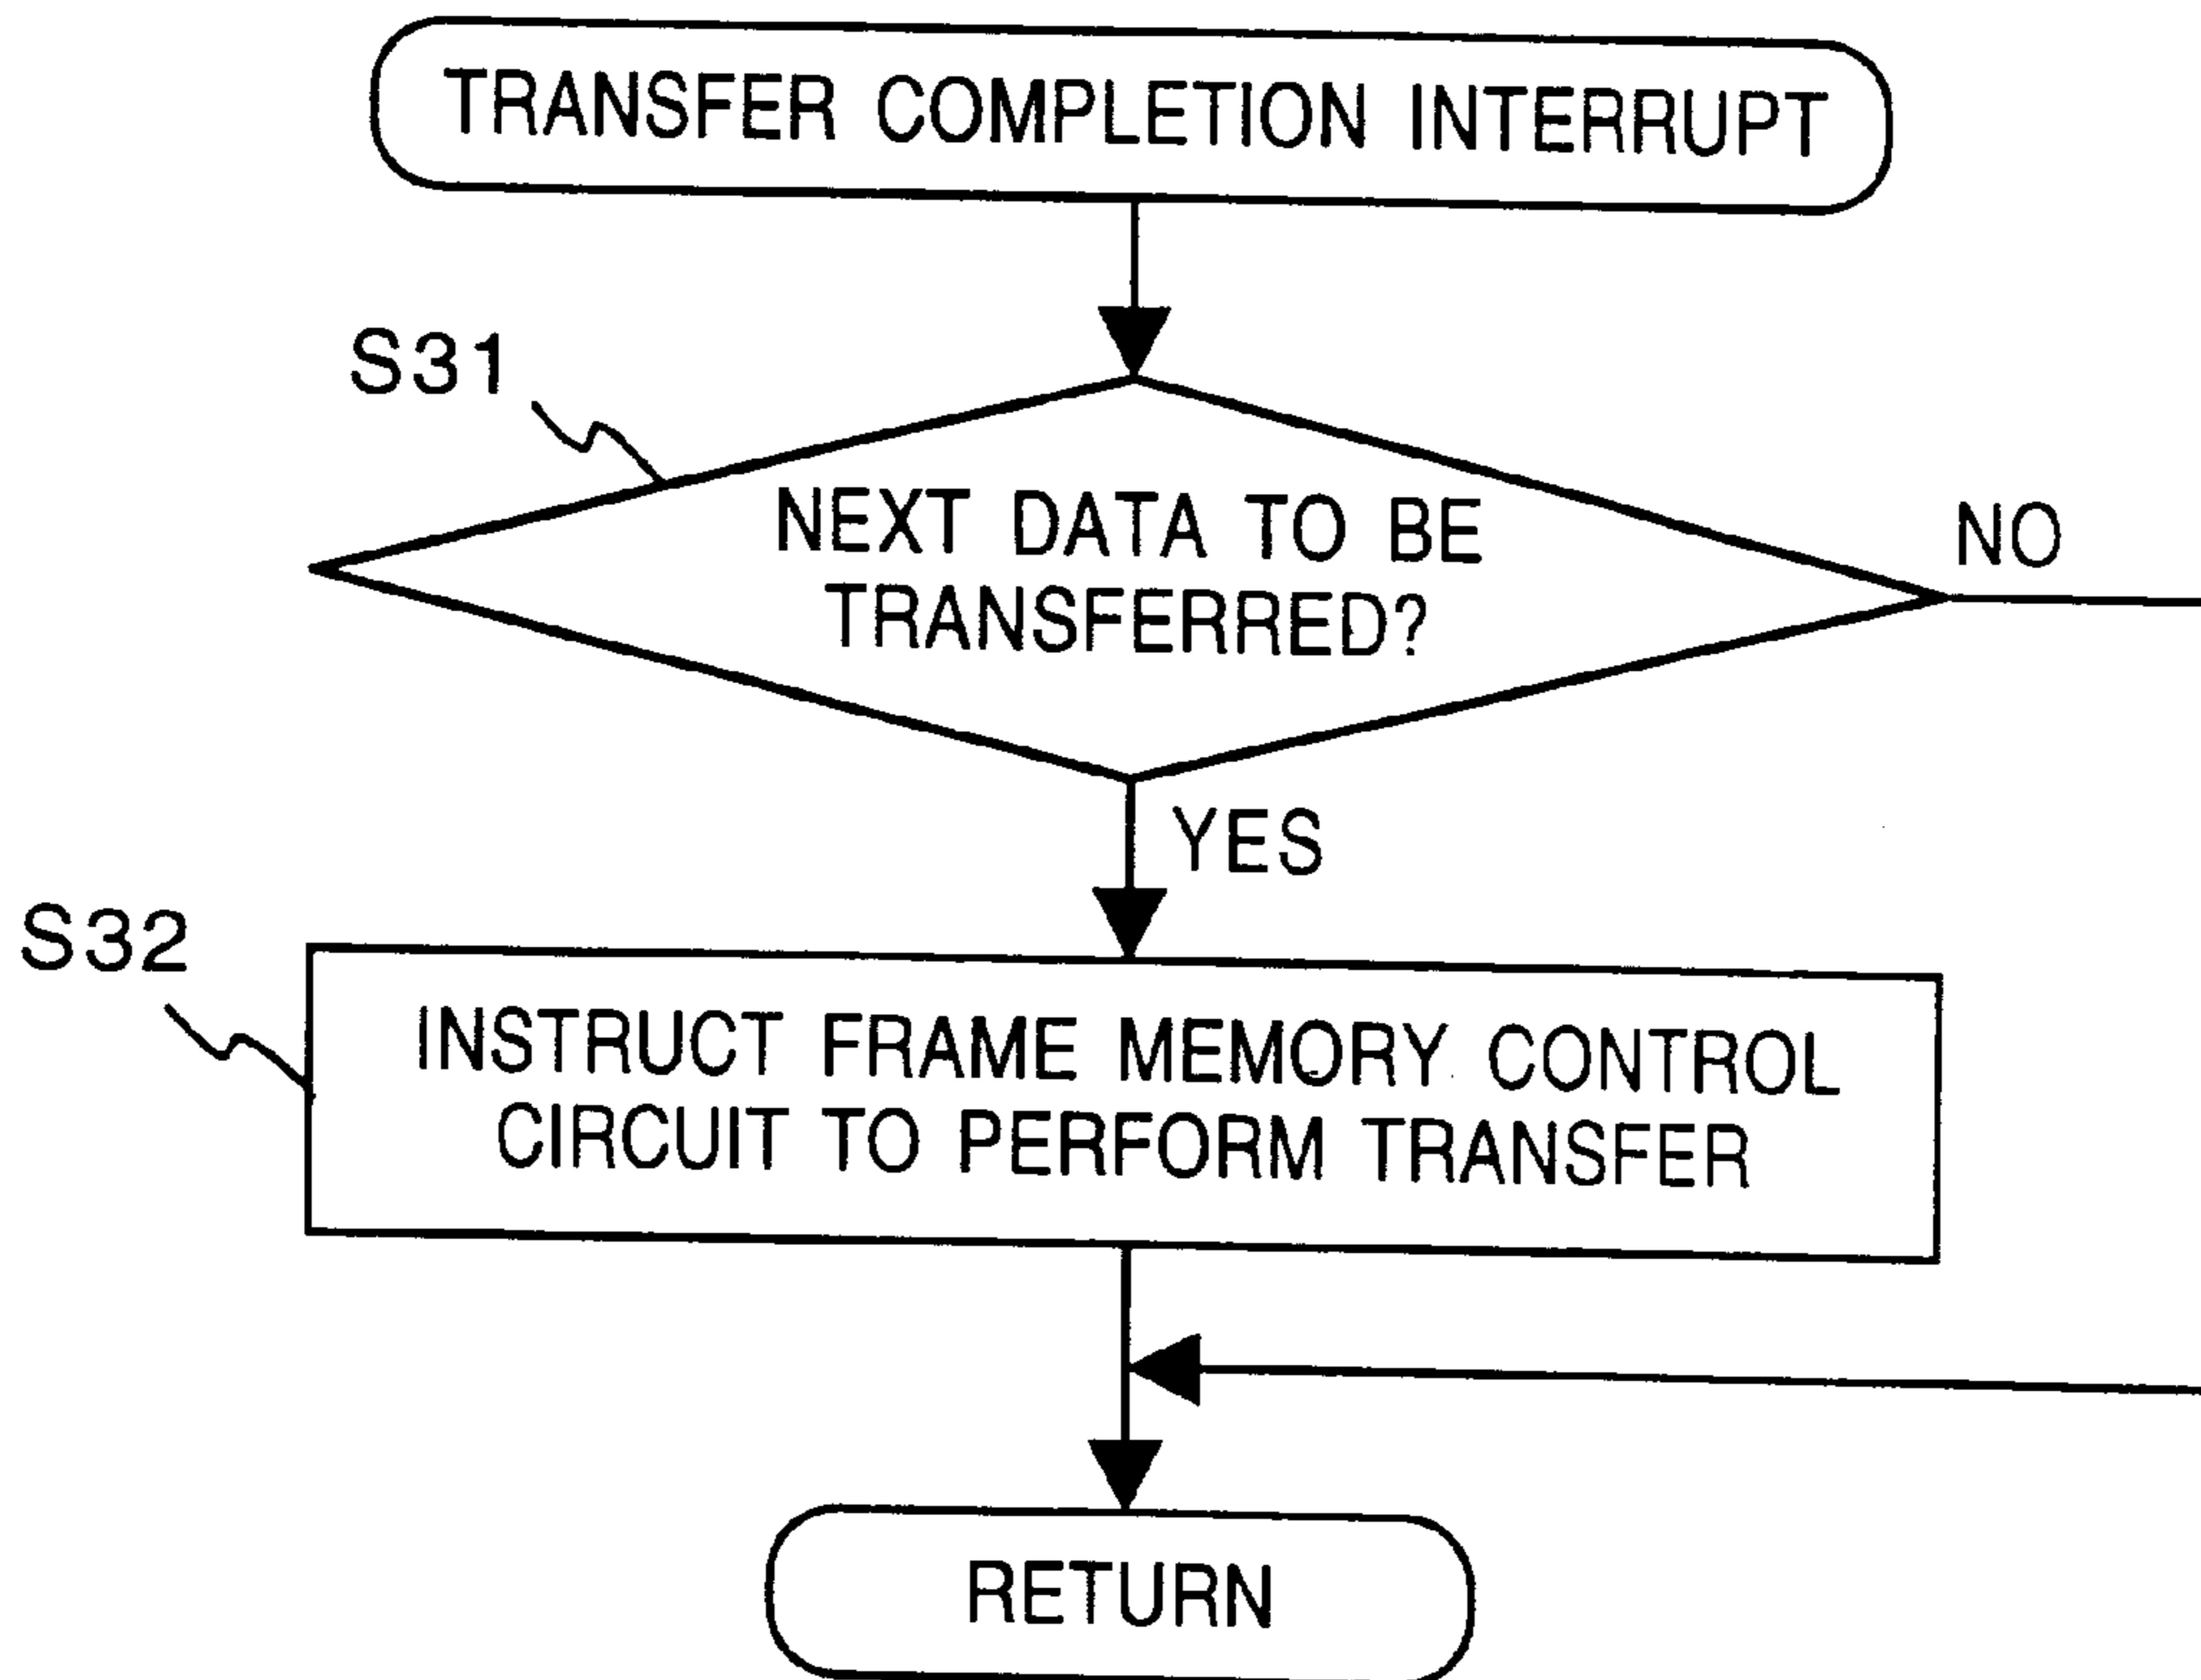 TRANSFER COMPLETION INTERRUPT
S31
NEXT DATA TO BE
TRANSFERRED?
NO
YES
S32
INSTRUCT FRAME MEMORY CONTROL
CIRCUIT TO PERFORM TRANSFER
RETURN